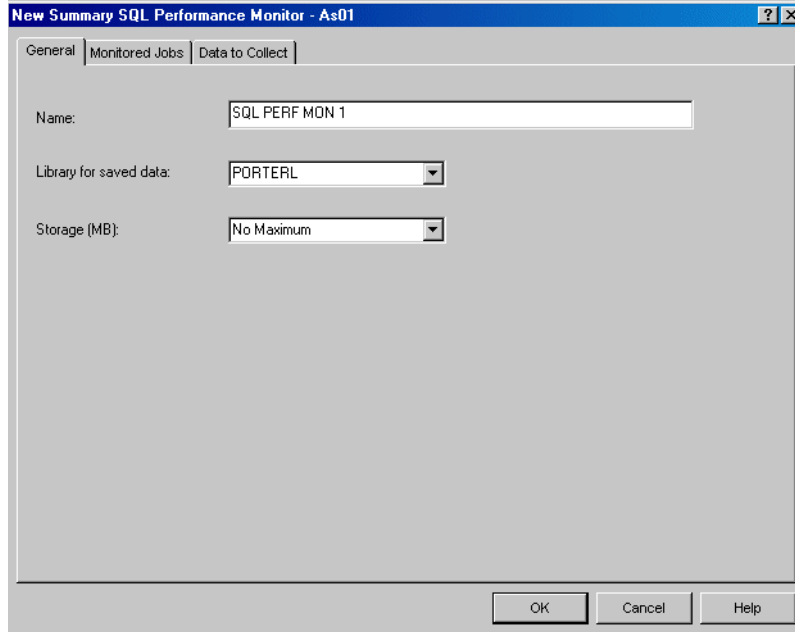 New Summary SQL Performance Monitor - As01
General Monitored Jobs Data to Collect
Name: SQL PERF MON 1
Library for saved data: PORTERL
Storage (MB): No Maximum
OK Cancel Help